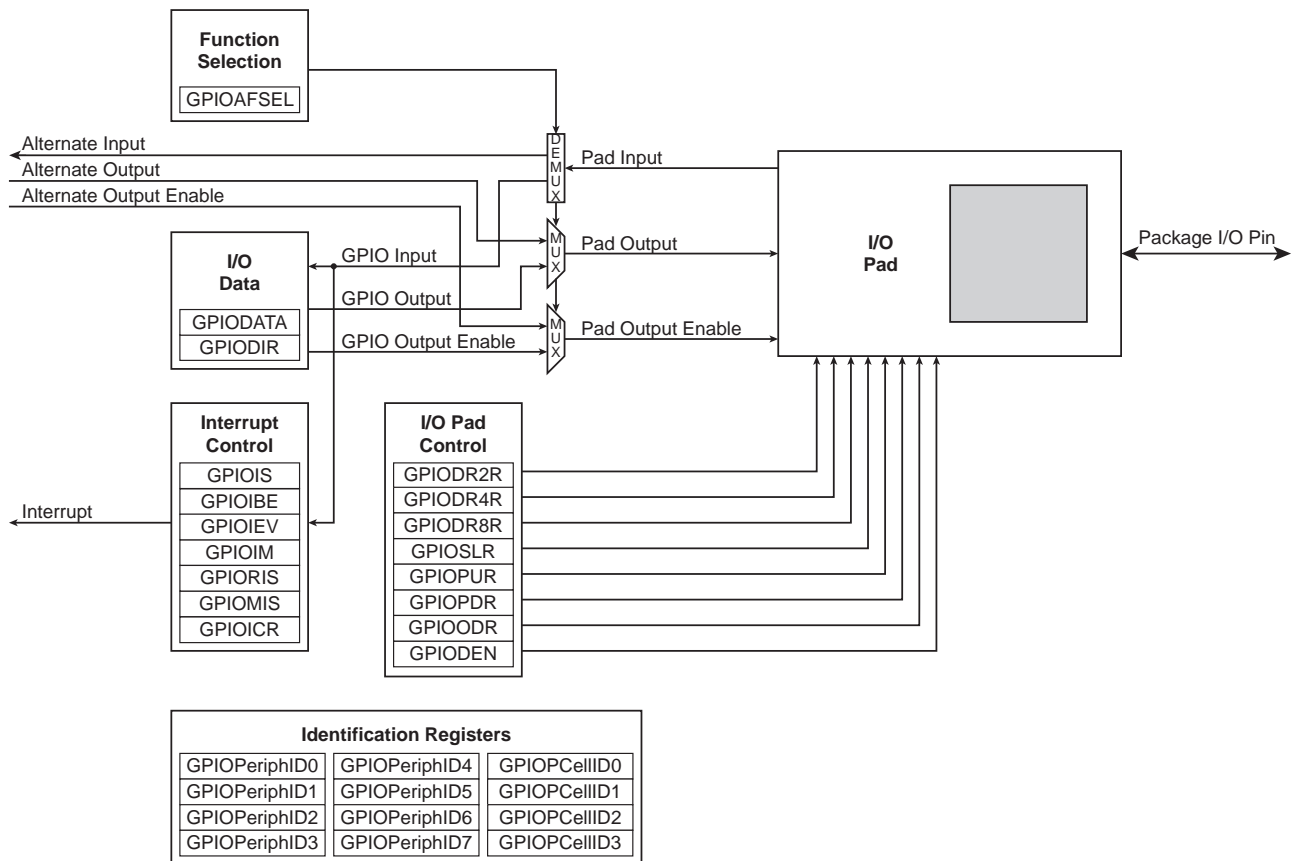 Function
Selection
GPIOAFSEL
Alternate Input
Alternate Output
Alternate Output Enable
DEMUX
Pad Input
MUX
Pad Output
MUX
Pad Output Enable
I/O
Pad
Package I/O Pin
I/O
Data
GPIODATA
GPIODIR
GPIO Input
GPIO Output
GPIO Output Enable
Interrupt
Control
GPIOIS
GPIOIBE
GPIOIEV
GPIOIM
GPIORIS
GPIOMIS
GPIOICR
Interrupt
I/O Pad
Control
GPIODR2R
GPIODR4R
GPIODR8R
GPIOSLR
GPIOPUR
GPIOPDR
GPIOODR
GPIODEN
Identification Registers
GPIOPeriphID0 GPIOPeriphID4 GPIOPCellID0
GPIOPeriphID1 GPIOPeriphID5 GPIOPCellID1
GPIOPeriphID2 GPIOPeriphID6 GPIOPCellID2
GPIOPeriphID3 GPIOPeriphID7 GPIOPCellID3